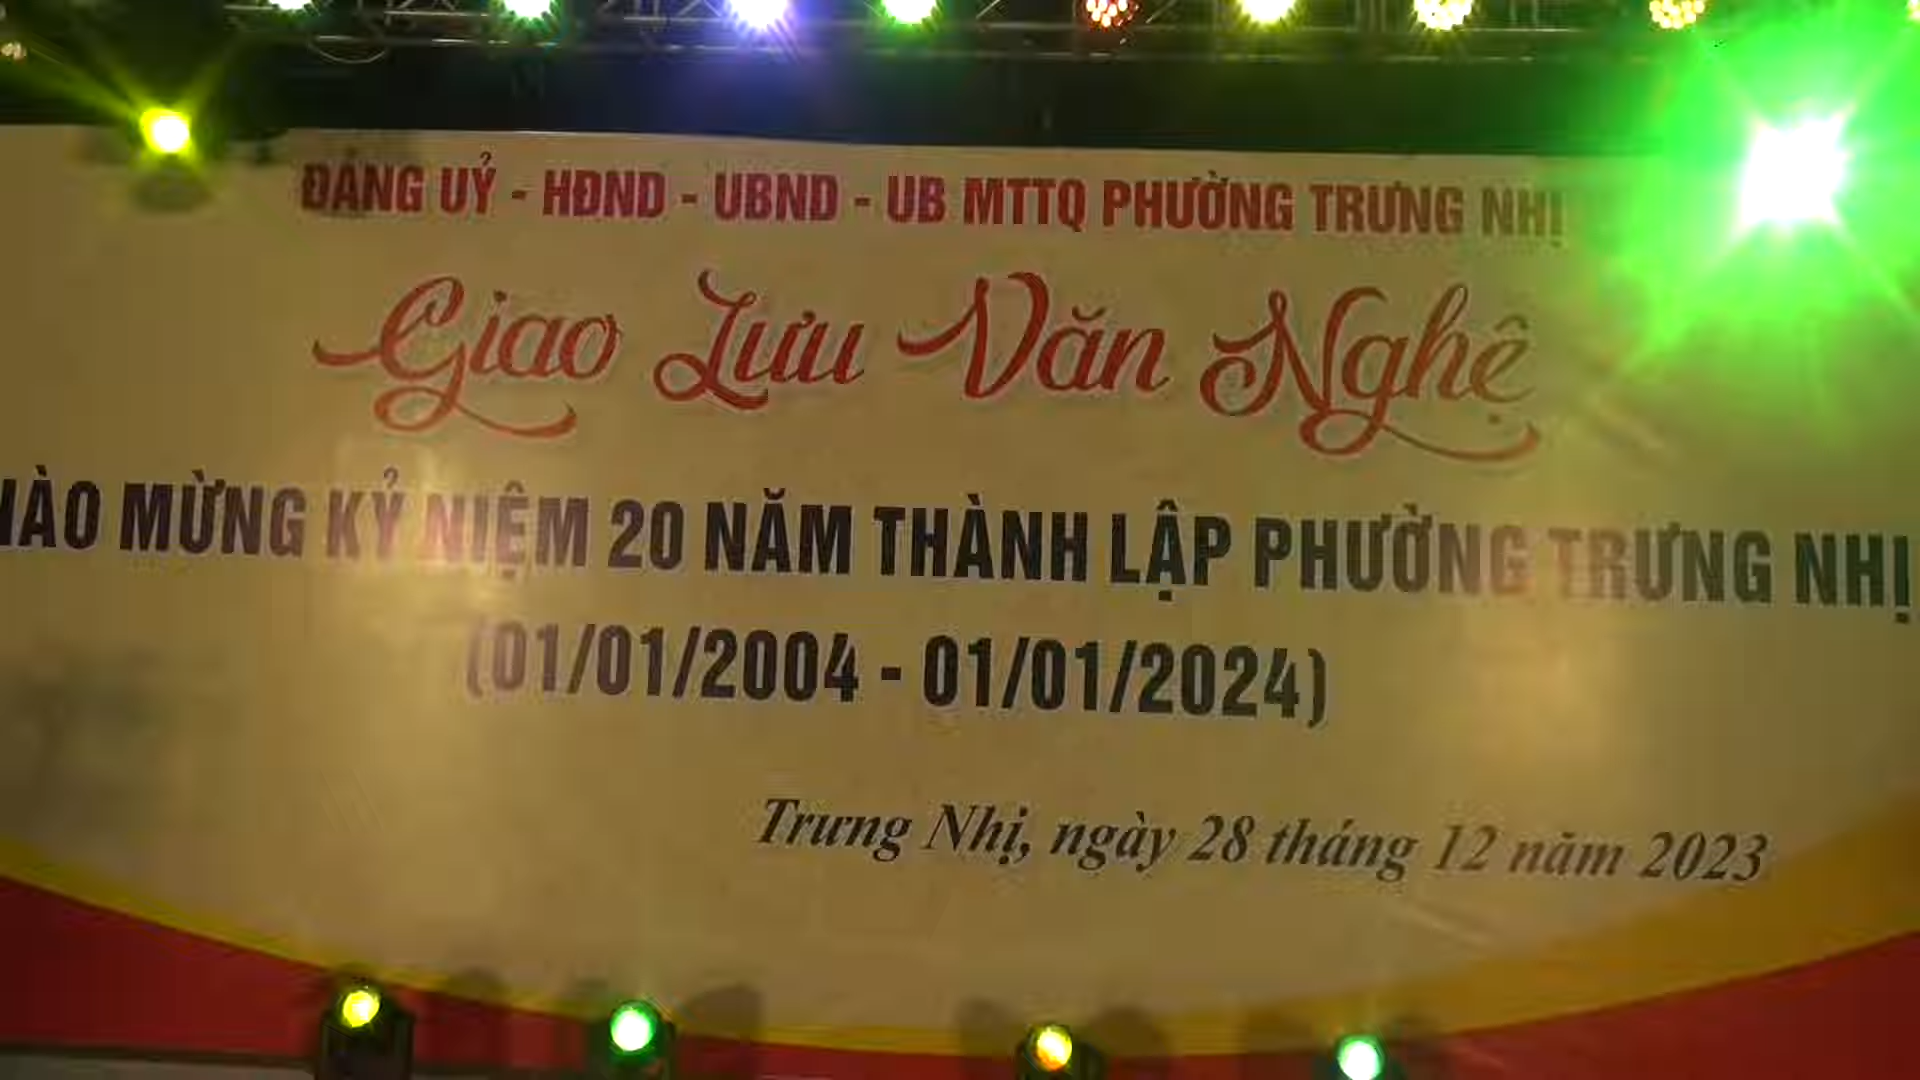 ĐẢNG UỶ - HĐND - UBND - UB MTTQ PHƯỜNG TRƯNG NHỊ
Giao Lưu Văn Nghệ
HÀO MỪNG KỶ NIỆM 20 NĂM THÀNH LẬP PHƯỜNG TRƯNG NHỊ
(01/01/2004 - 01/01/2024)
Trưng Nhị, ngày 28 tháng 12 năm 2023